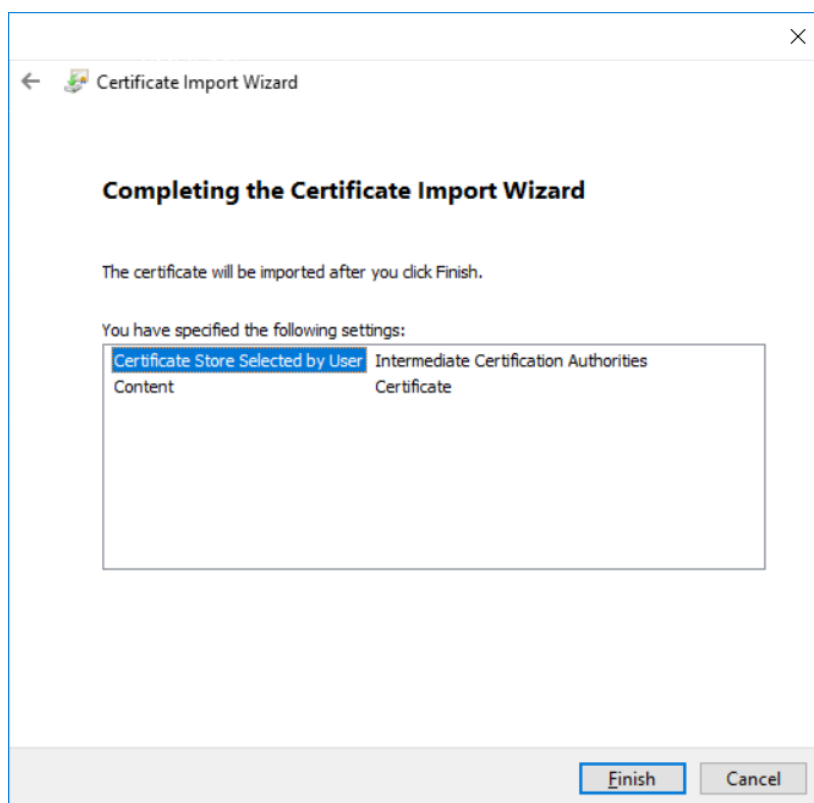 Certificate Import Wizard
Completing the Certificate Import Wizard
The certificate will be imported after you click Finish.
You have specified the following settings:
Certificate Store Selected by User Intermediate Certification Authorities
Content Certificate
Finish Cancel